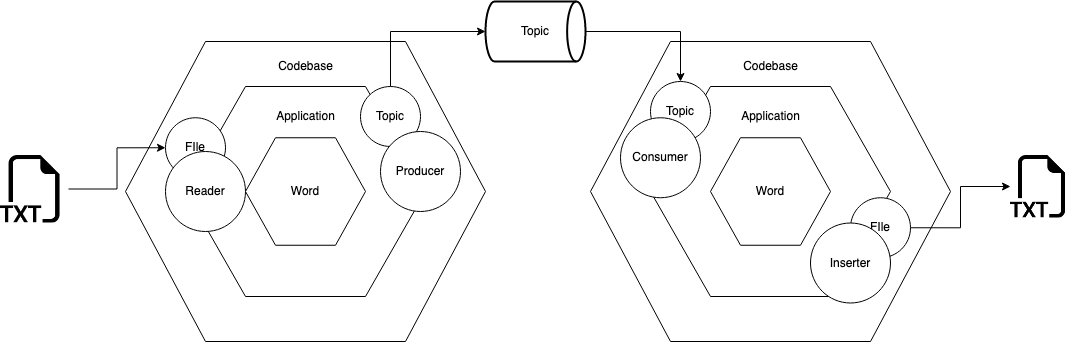 Topic
Codebase
Codebase
Application
Topic
FIle
Reader
Word
Producer
TXT
Topic
Application
Consumer
Word
FIle
Inserter
TXT